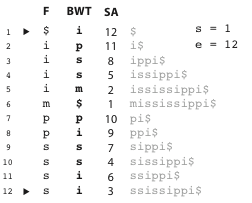 F BWT SA
1 ▶ $ i 12 $ s = 1
2 i p 11 i$ e = 12
3 i s 8 ippi$
4 i s 5 issippi$
5 i m 2 ississippi$
6 m $ 1 mississippi$
7 p p 10 pi$
8 p i 9 ppi$
9 s s 7 sippi$
10 s s 4 sissippi$
11 s i 6 ssippi$
12 ▶ s i 3 ssissippi$